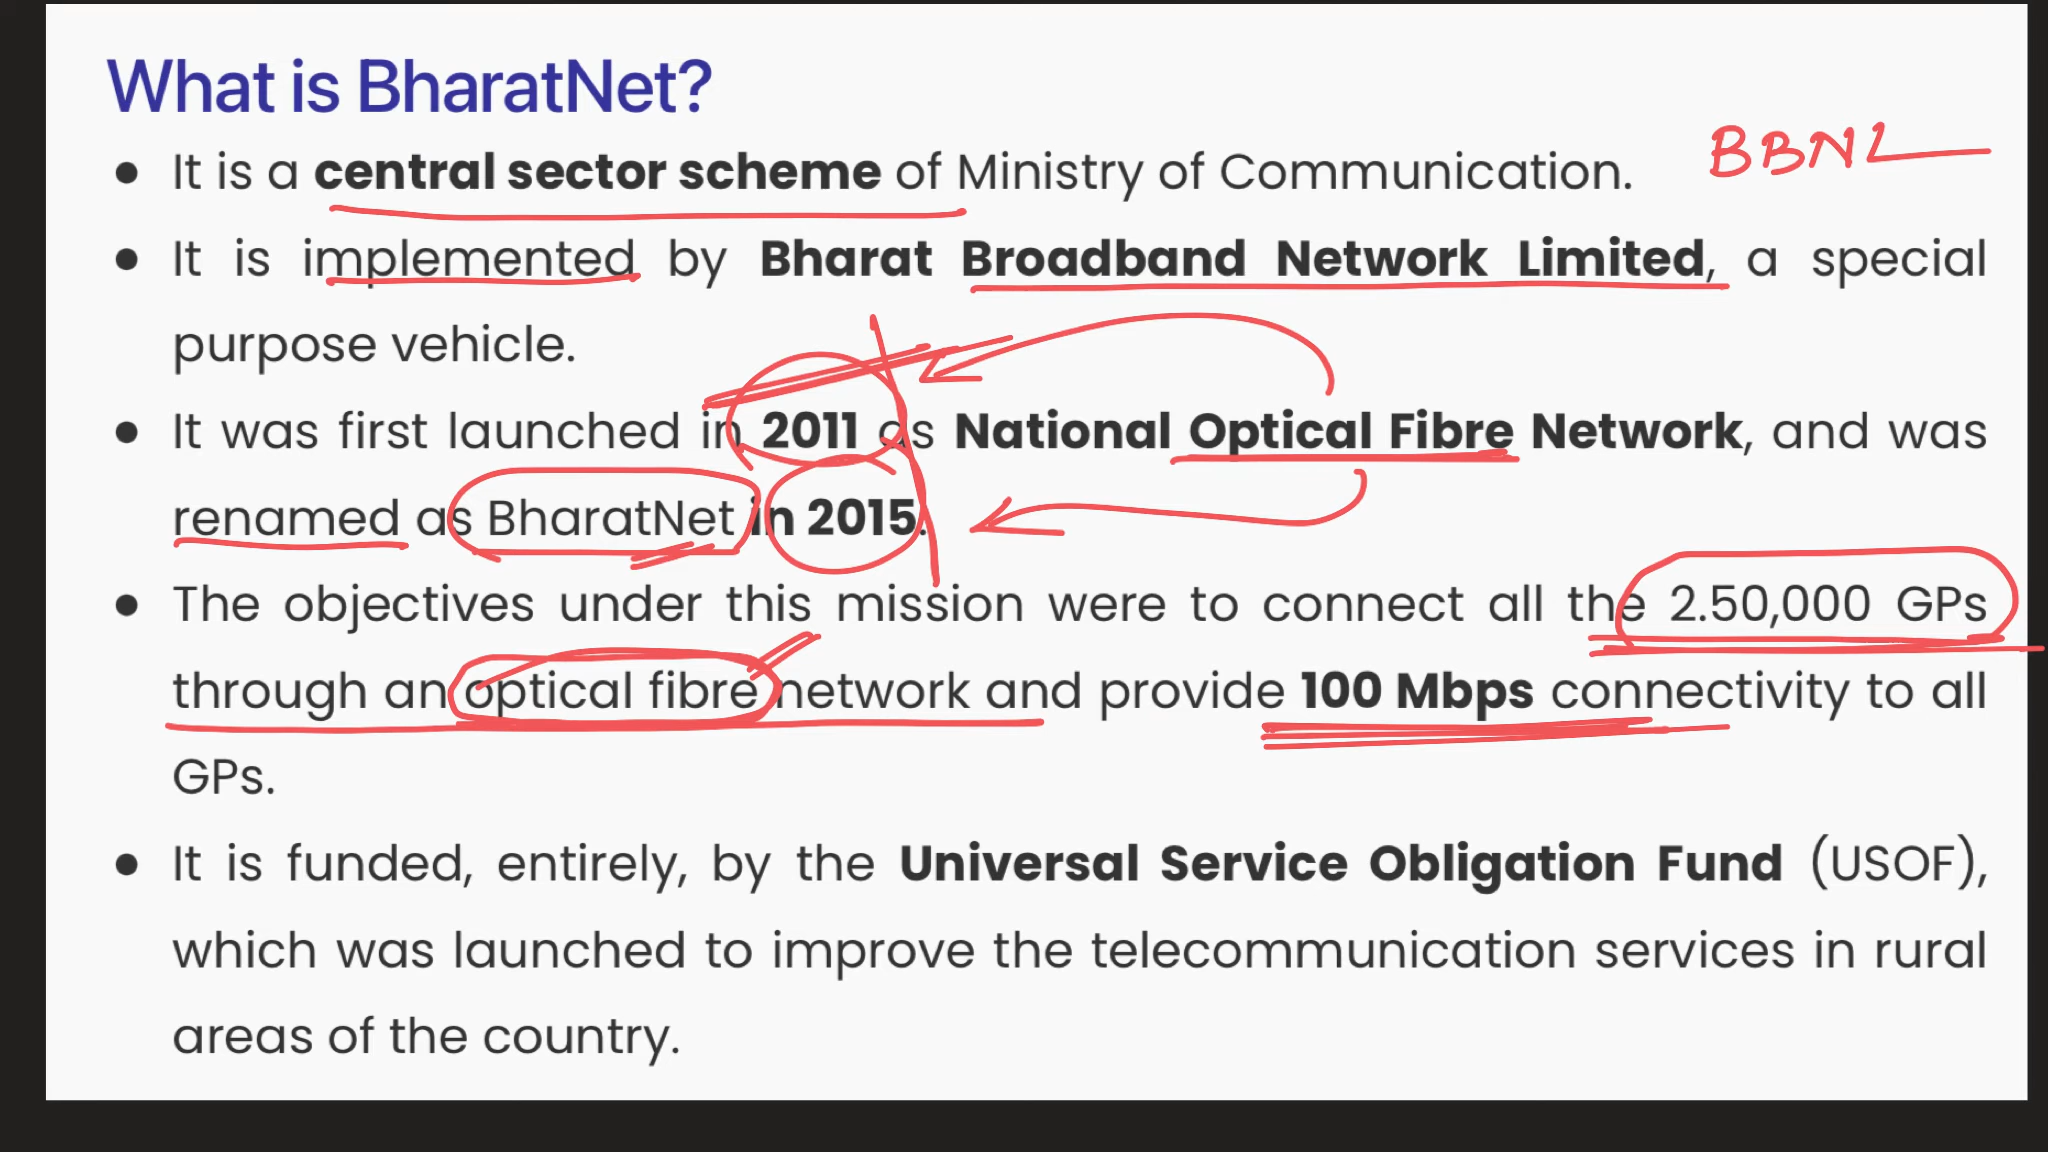 What is BharatNet?
BBNL
• It is a central sector scheme of Ministry of Communication.
• It is implemented by Bharat Broadband Network Limited, a special
purpose vehicle.
• It was first launched in 2011 as National Optical Fibre Network, and was
renamed as BharatNet in 2015.
• The objectives under this mission were to connect all the 2.50,000 GPs
through an optical fibre network and provide 100 Mbps connectivity to all
GPs.
• It is funded, entirely, by the Universal Service Obligation Fund (USOF),
which was launched to improve the telecommunication services in rural
areas of the country.